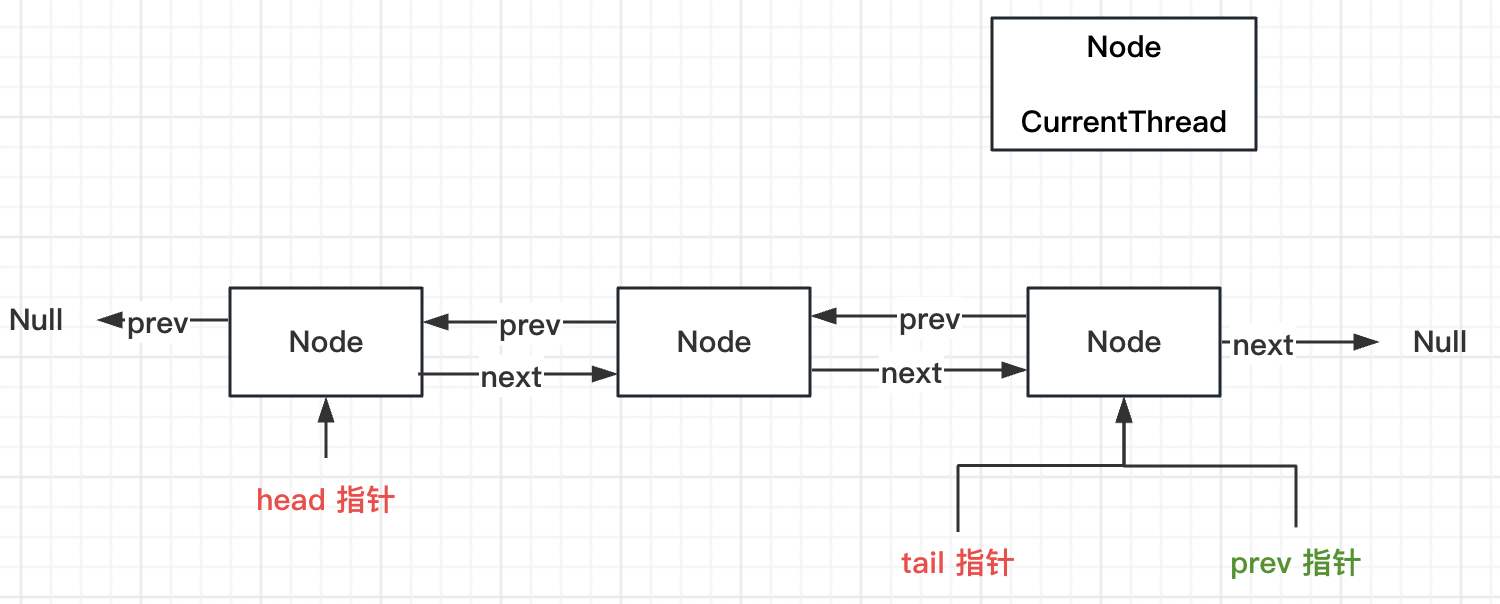 Node
CurrentThread
Null
prev
Node
prev
next
Node
prev
next
Node
next
Null
head 指针
tail 指针
prev 指针